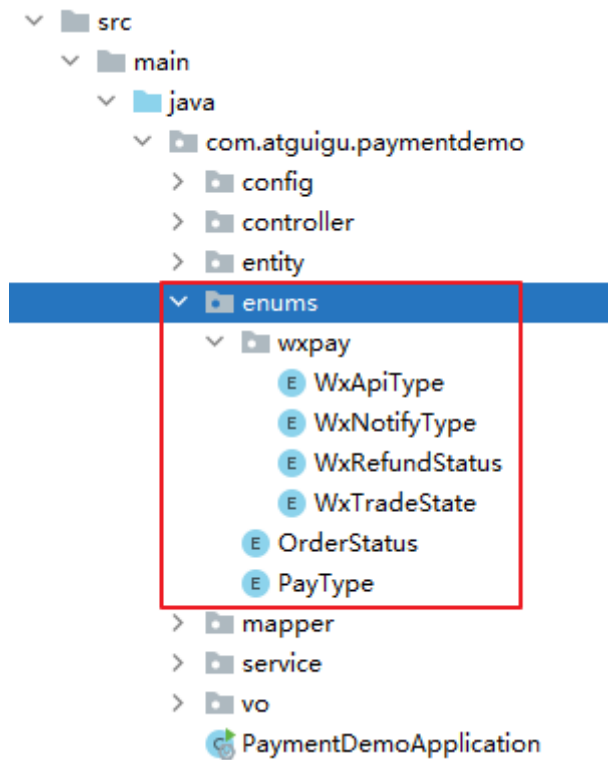 src
main
java
com.atguigu.paymentdemo
config
controller
entity
enums
wxpay
E WxApiType
E WxNotifyType
E WxRefundStatus
E WxTradeState
E OrderStatus
E PayType
mapper
service
vo
PaymentDemoApplication